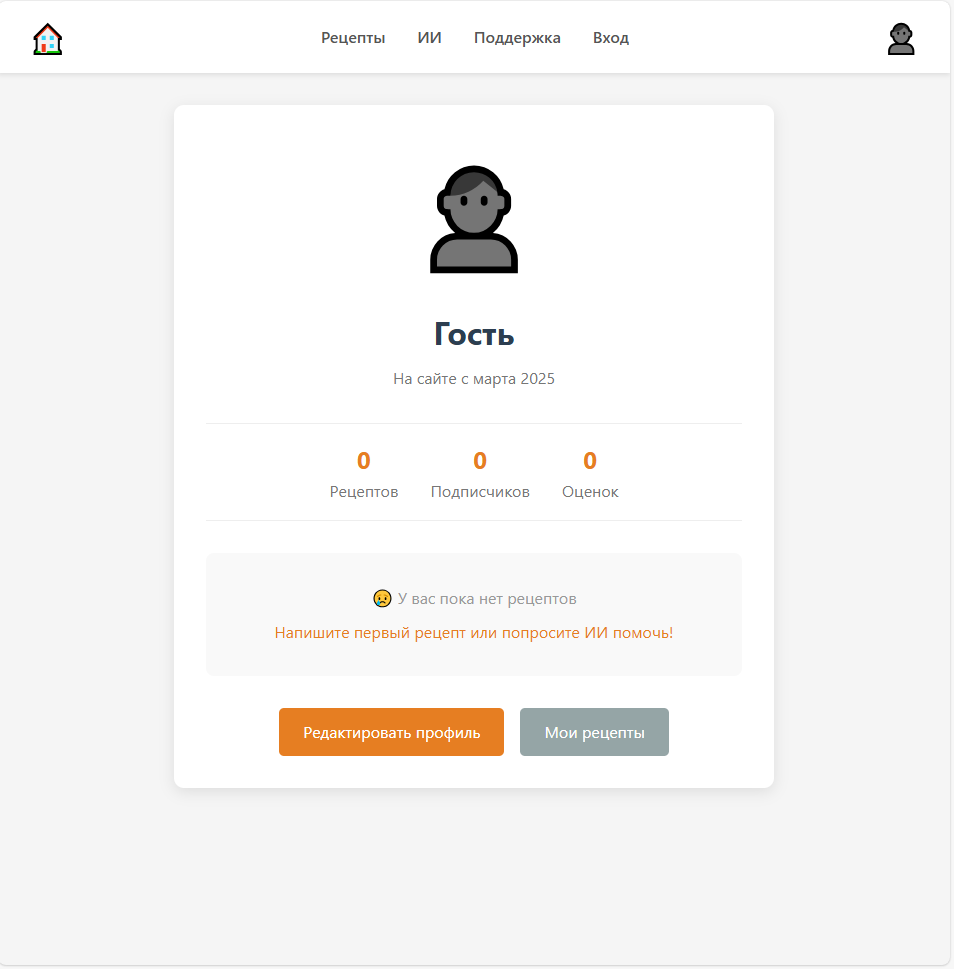 Рецепты ИИ Поддержка Вход
Гость
На сайте с марта 2025
0 0 0
Рецептов Подписчиков Оценок
У вас пока нет рецептов
Напишите первый рецепт или попросите ИИ помочь!
Редактировать профиль Мои рецепты